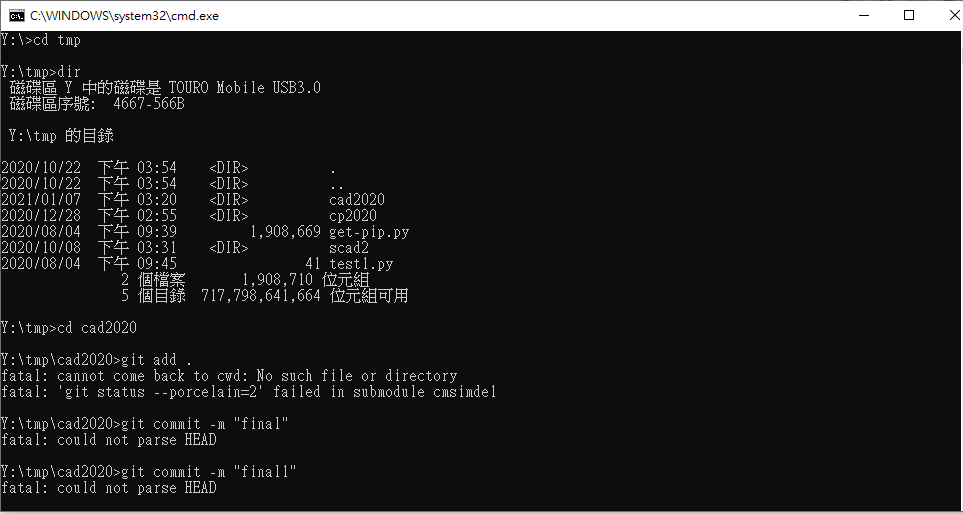 C:\WINDOWS\system32\cmd.exe
Y:\>cd tmp
Y:\tmp>dir
磁碟區 Y 中的磁碟是 TOURO Mobile USB3.0
磁碟區序號: 4667-566B
Y:\tmp 的目錄
2020/10/22 下午 03:54 <DIR> .
2020/10/22 下午 03:54 <DIR> ..
2021/01/07 下午 03:20 <DIR> cad2020
2020/12/28 下午 02:55 <DIR> cp2020
2020/08/04 下午 09:39 1,908,669 get-pip.py
2020/10/08 下午 03:31 <DIR> scad2
2020/08/04 下午 09:45 41 test1.py
2 個檔案 1,908,710 位元組
5 個目錄 717,798,641,664 位元組可用
Y:\tmp>cd cad2020
Y:\tmp\cad2020>git add .
fatal: cannot come back to cwd: No such file or directory
fatal: 'git status --porcelain=2' failed in submodule cmsimde1
Y:\tmp\cad2020>git commit -m "final"
fatal: could not parse HEAD
Y:\tmp\cad2020>git commit -m "final1"
fatal: could not parse HEAD